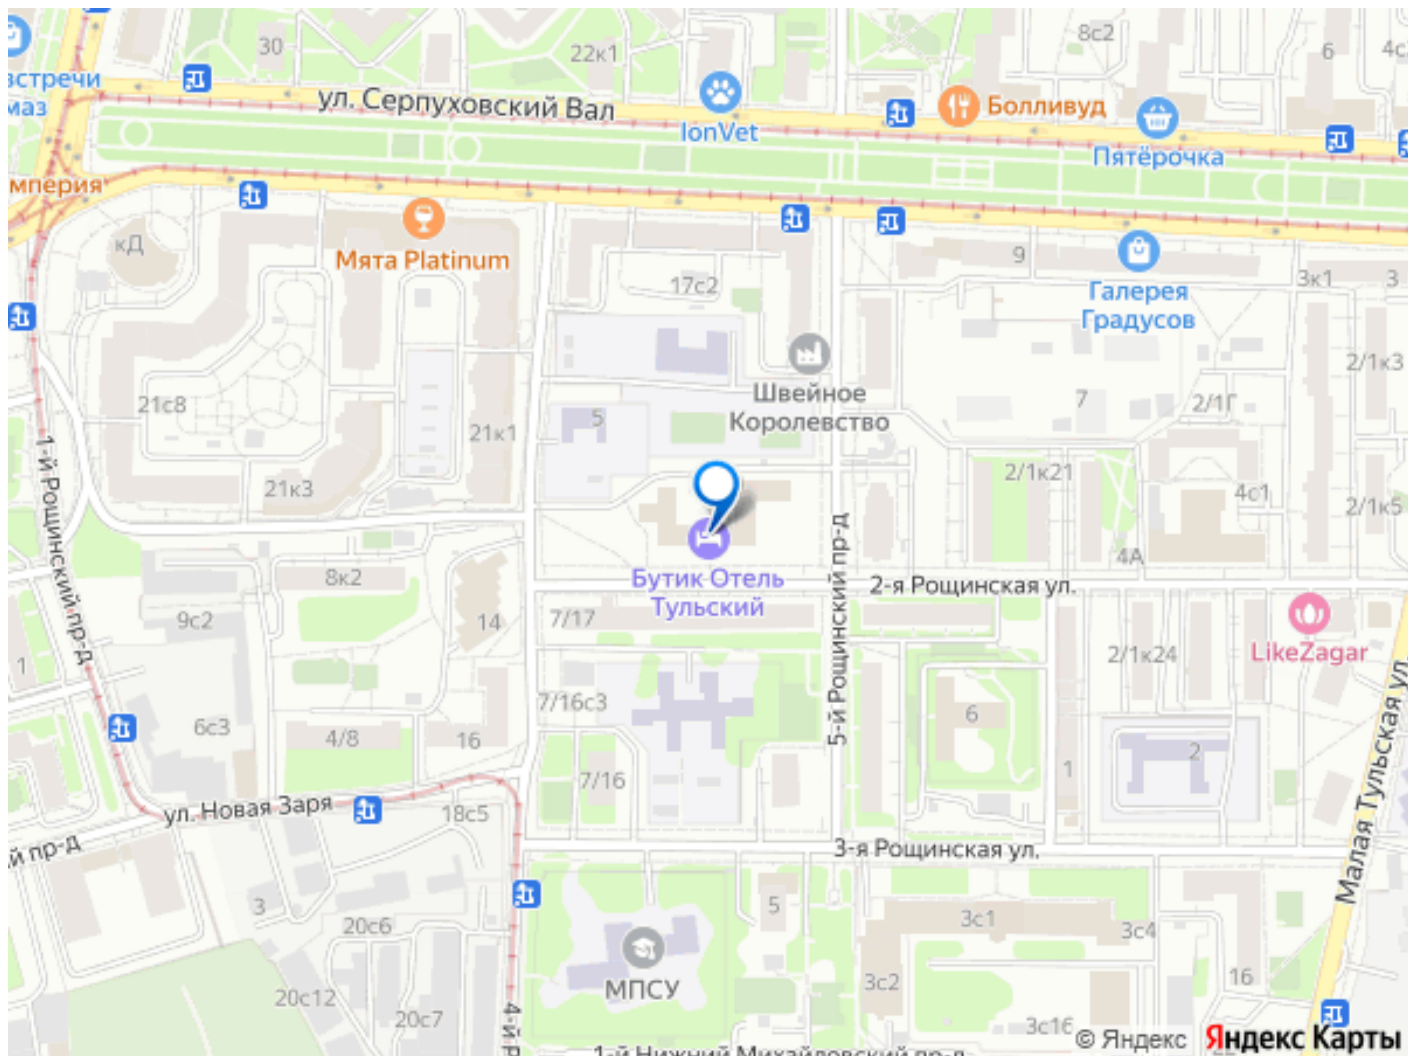 30
22к1
8с2
6
4с
встречи
маз
ул. Серпуховский Вал
IonVet
Болливуд
Пятёрочка
мперия
кД
Мята Platinum
17с2
9
Галерея
Градусов
3к1
3
2/1к3
21с8
21к1
5
Швейное
Королевство
7
2/1Г
21к3
2/1к21
4с1
2/1к5
1-й Рощинский пр-д
8к2
Бутик Отель
Тульский
5-й Рощинский пр-д
2-я Рощинская ул.
4А
9с2
14
7/17
1
2/1к24
LikeZagar
6с3
4/8
16
7/16с3
6
2
1
7/16
Малая Тульская ул.
ул. Новая Заря
18с5
й пр-д
3-я Рощинская ул.
3
20с6
5
3с1
3с4
МПСУ
3с2
16
20с12
20с7
4-й Р
3с16
1-й Нижний Михайловский пр-д
© Яндекс Яндекс Карты